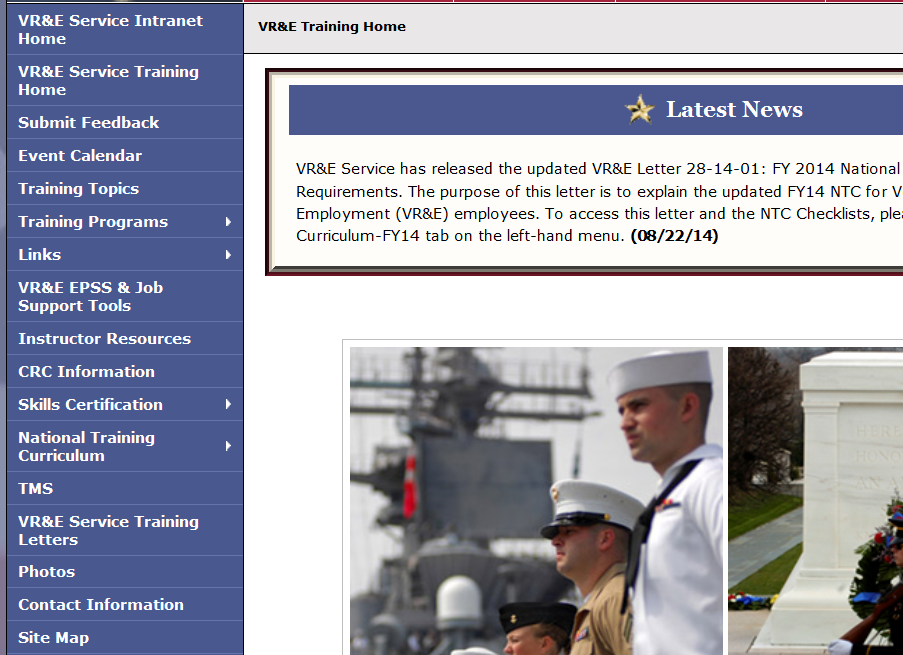 VR&E Service Intranet
Home
VR&E Service Training
Home
Submit Feedback
Event Calendar
Training Topics
Training Programs
Links
VR&E EPSS & Job
Support Tools
Instructor Resources
CRC Information
Skills Certification
National Training
Curriculum
TMS
VR&E Service Training
Letters
Photos
Contact Information
Site Map
VR&E Training Home
Latest News
VR&E Service has released the updated VR&E Letter 28-14-01: FY 2014 National
Requirements. The purpose of this letter is to explain the updated FY14 NTC for V
Employment (VR&E) employees. To access this letter and the NTC Checklists, plea
Curriculum-FY14 tab on the left-hand menu. (08/22/14)
HERE
HONO
AN